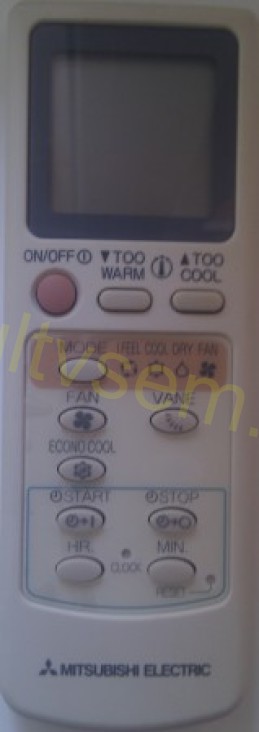 ON/OFF ▼TOO WARM ▲TOO COOL
MODE I FEEL COOL DRY FAN
FAN VANE
ECONO COOL
START STOP
HR. CLOCK MIN.
RESET
MITSUBISHI ELECTRIC